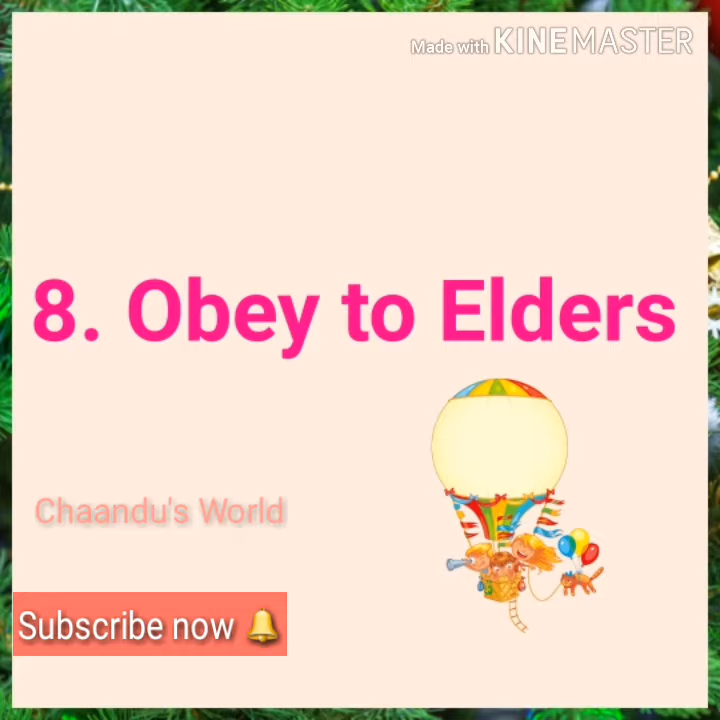 Made with KINEMASTER
8. Obey to Elders
Chaandu's World
Subscribe now 🔔